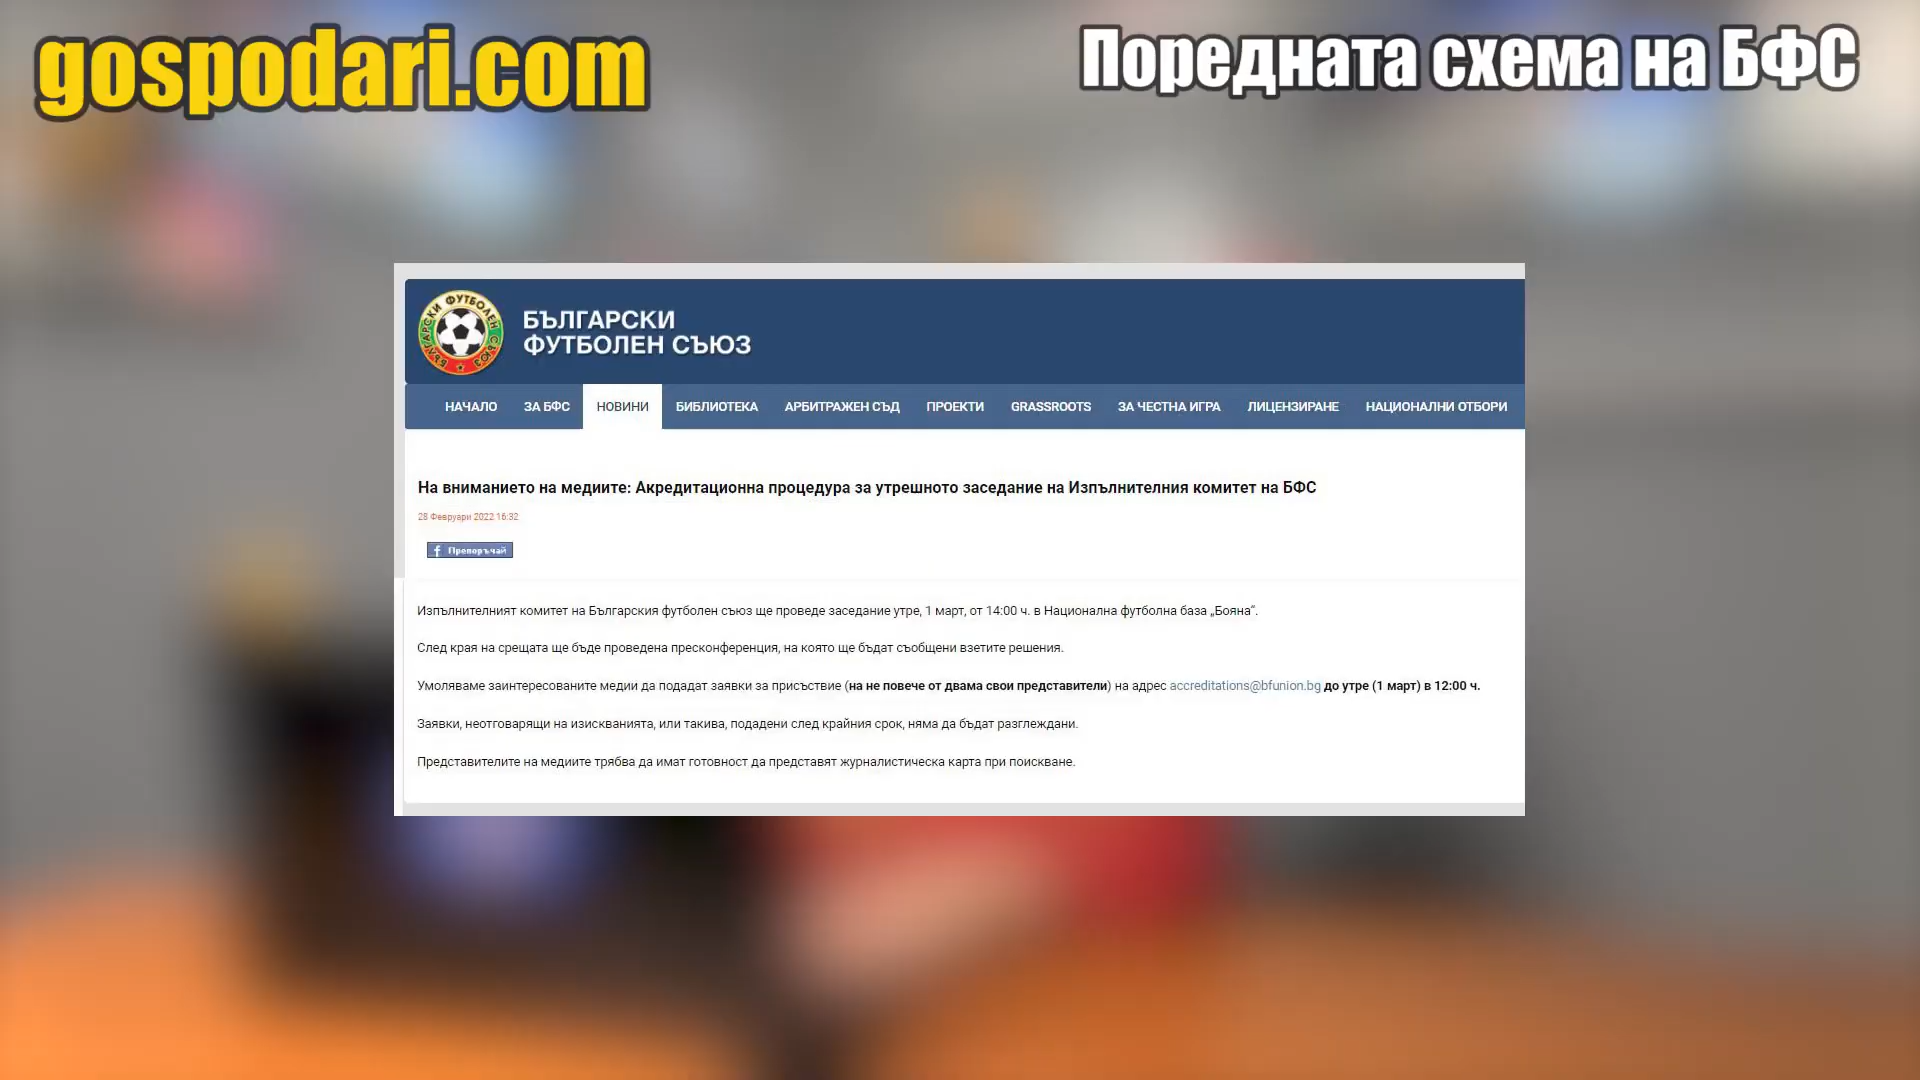 gospodari.com
Поредната схема на БФС
БЪЛГАРСКИ ФУТБОЛЕН СЪЮЗ
БЪЛГАРСКИ
ФУТБОЛЕН СЪЮЗ
НАЧАЛО ЗА БФС НОВИНИ БИБЛИОТЕКА АРБИТРАЖЕН СЪД ПРОЕКТИ GRASSROOTS ЗА ЧЕСТНА ИГРА ЛИЦЕНЗИРАНЕ НАЦИОНАЛНИ ОТБОРИ
На вниманието на медиите: Акредитационна процедура за утрешното заседание на Изпълнителния комитет на БФС
28 Февруари 2022 16:32
Препоръчай
Изпълнителният комитет на Българския футболен съюз ще проведе заседание утре, 1 март, от 14:00 ч. в Национална футболна база „Бояна“.
След края на срещата ще бъде проведена пресконференция, на която ще бъдат съобщени взетите решения.
Умоляваме заинтересованите медии да подадат заявки за присъствие (на не повече от двама свои представители) на адрес accreditations@bfunion.bg до утре (1 март) в 12:00 ч.
Заявки, неотговарящи на изискванията, или такива, подадени след крайния срок, няма да бъдат разглеждани.
Представителите на медиите трябва да имат готовност да представят журналистическа карта при поискване.